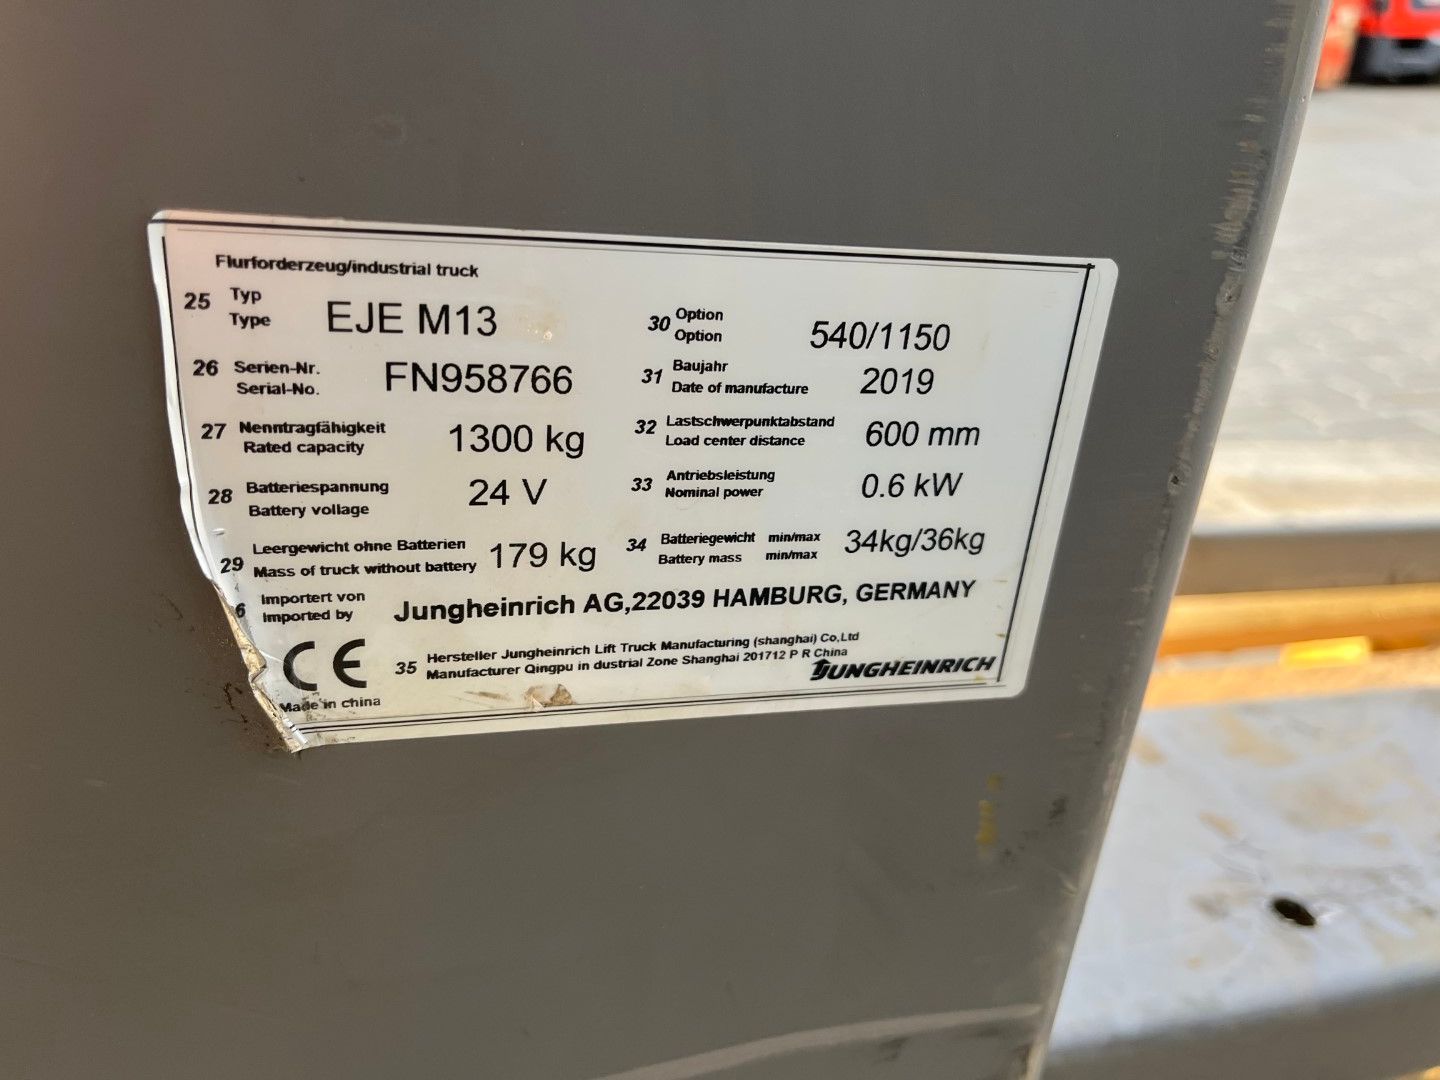 Flurforderzeug/industrial truck
25 Typ Type EJE M13
30 Option Option 540/1150
26 Serien-Nr. Serial-No. FN958766
31 Baujahr Date of manufacture 2019
27 Nenntragfähigkeit Rated capacity 1300 kg
32 Lastschwerpunktabstand Load center distance 600 mm
28 Batteriespannung Battery vollage 24 V
33 Antriebsleistung Nominal power 0.6 kW
29 Leergewicht ohne Batterien Mass of truck without battery 179 kg
34 Batteriegewicht min/max Battery mass min/max 34kg/36kg
6 Importert von Imported by Jungheinrich AG,22039 HAMBURG, GERMANY
CE 35 Hersteller Jungheinrich Lift Truck Manufacturing (shanghai) Co,Ltd
Manufacturer Qingpu in dustrial Zone Shanghai 201712 P R China
JUNGHEINRICH
Made in china